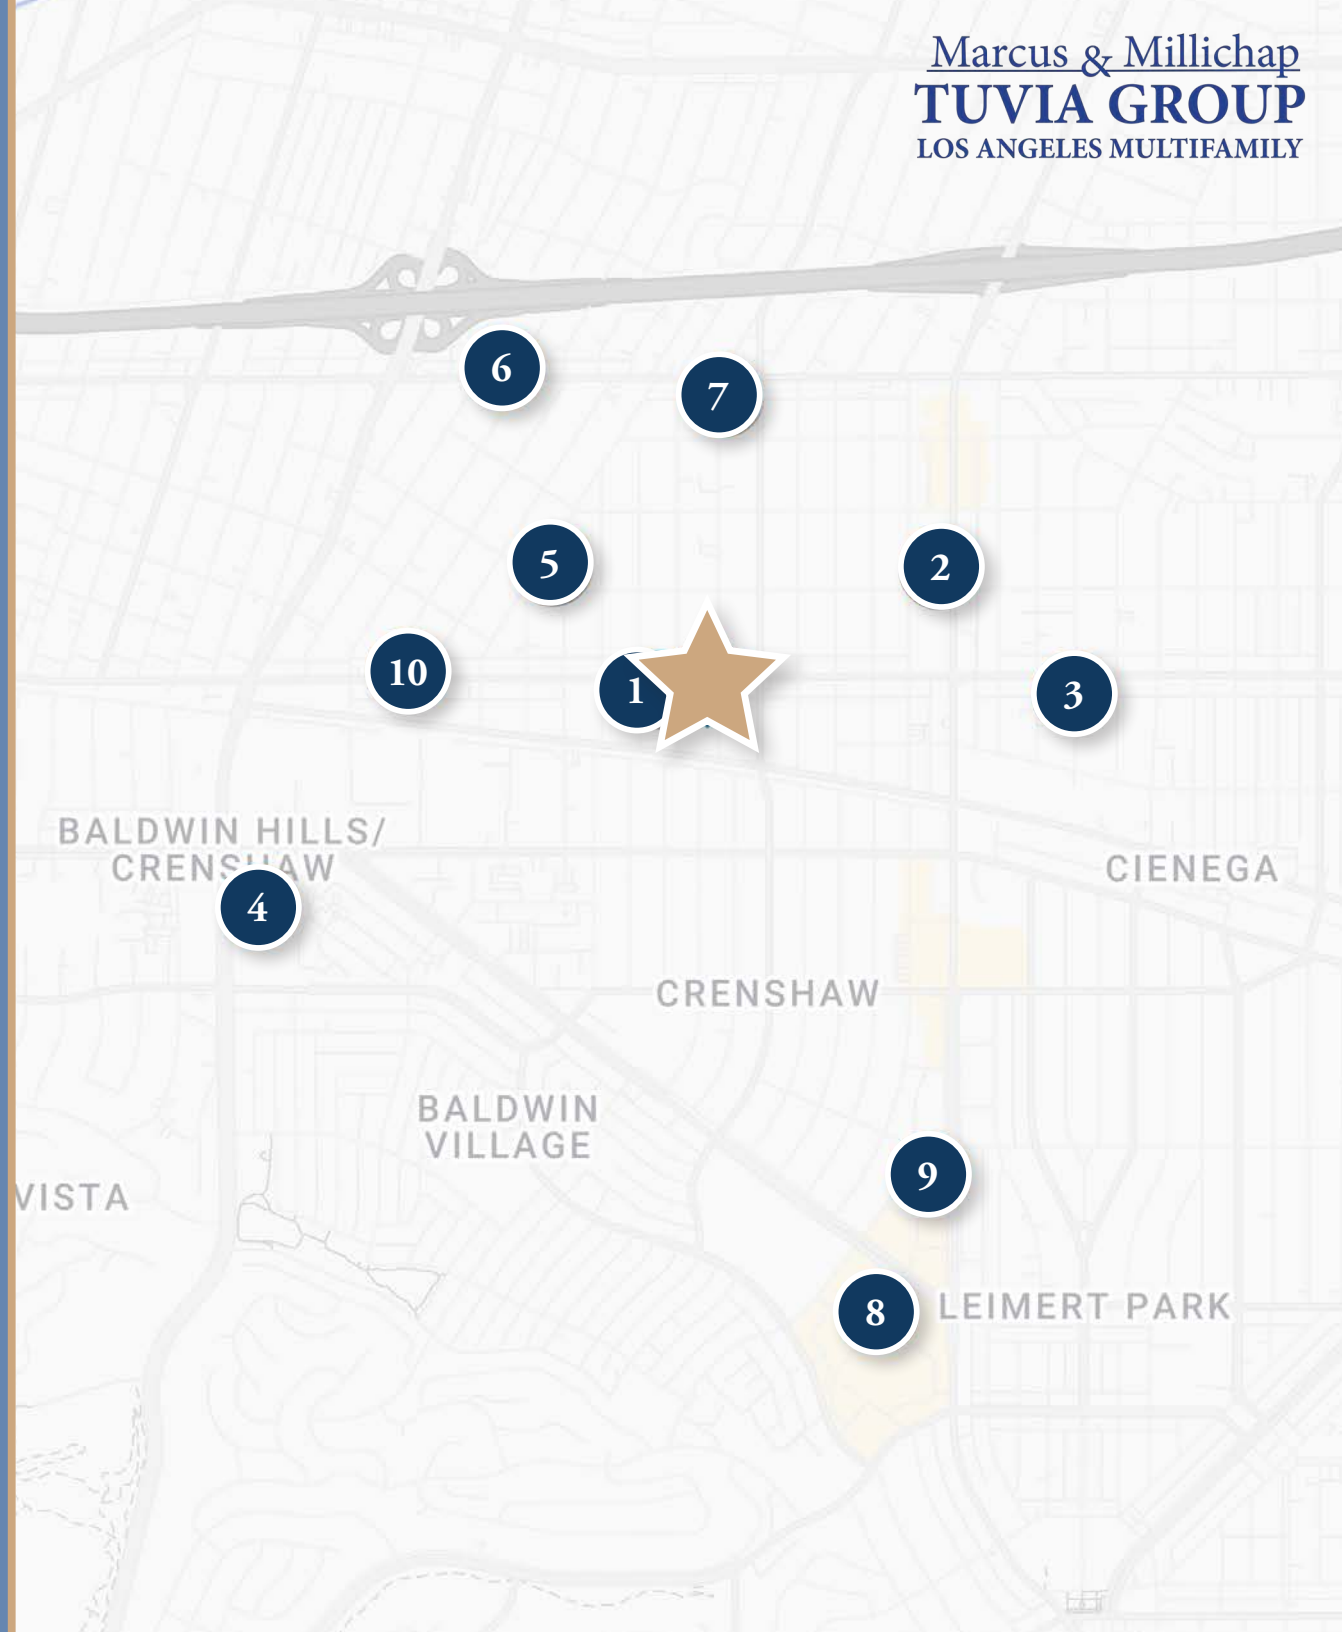 Marcus & Millichap
TUVIA GROUP
LOS ANGELES MULTIFAMILY
6
7
5
2
10
1
3
BALDWIN HILLS/
CRENSHAW
CIENEGA
4
CRENSHAW
BALDWIN
VILLAGE
9
VISTA
8
LEIMERT PARK